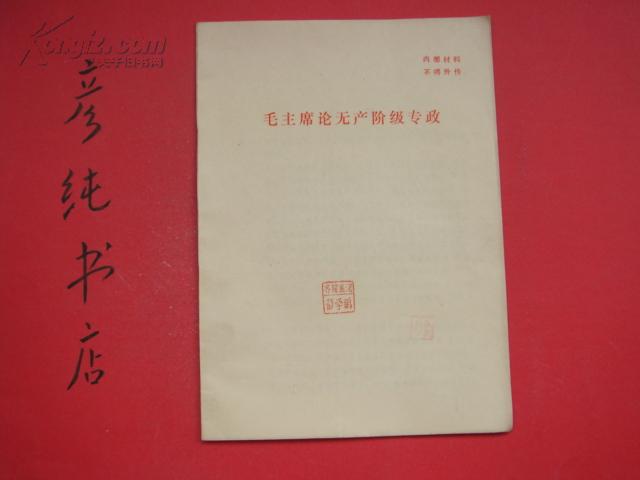 Kongfz.com
孔夫子旧书网
内部材料
不得外传
毛主席论无产阶级专政
彦纯书店